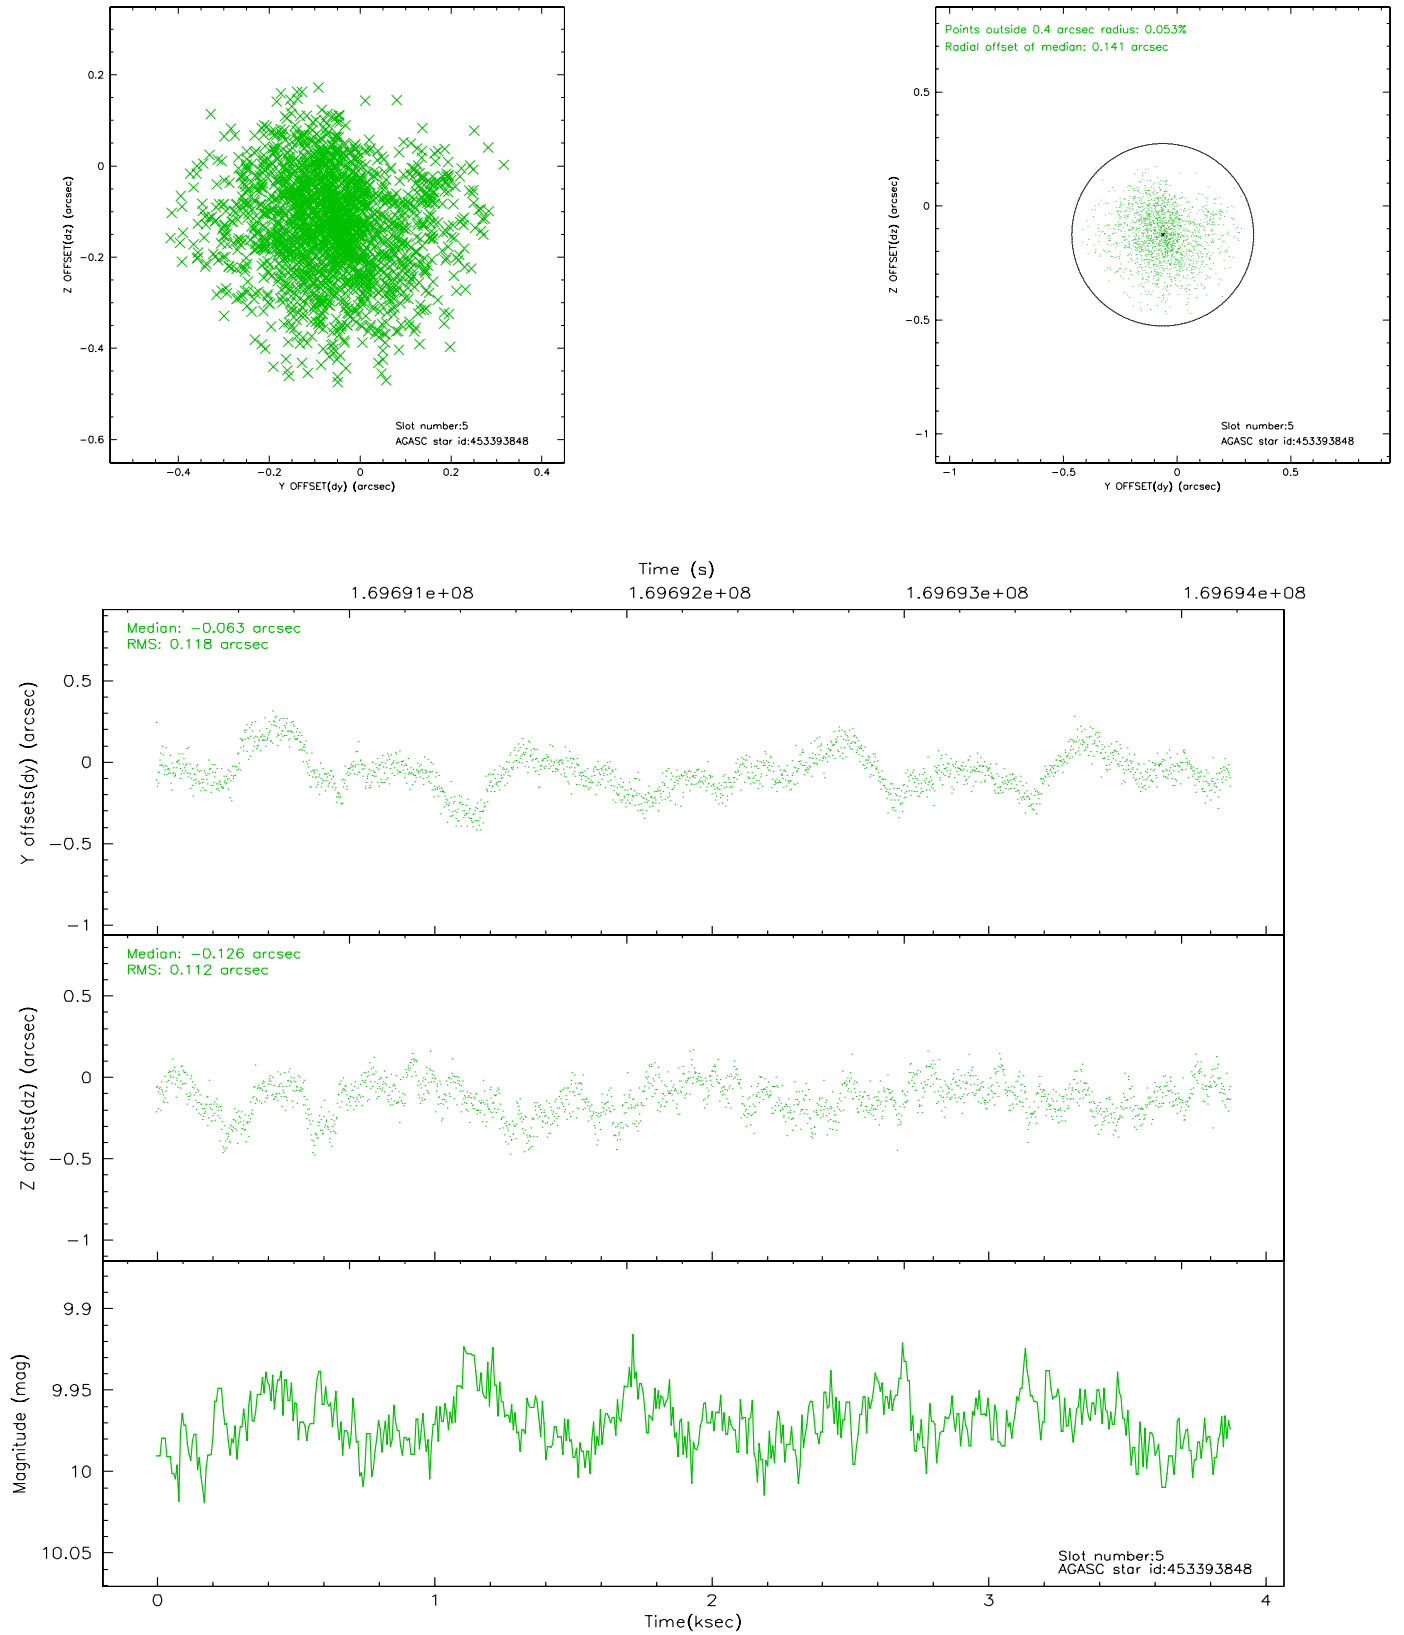 0.2
0
-0.2
-0.4
-0.6
Z OFFSET(dz) (arcsec)
Slot number:5
AGASC star id:453393848
-0.4 -0.2 0 0.2 0.4
Y OFFSET(dy) (arcsec)
Points outside 0.4 arcsec radius: 0.053%
Radial offset of median: 0.141 arcsec
0.5
0
-0.5
-1
Z OFFSET(dz) (arcsec)
Slot number:5
AGASC star id:453393848
-1 -0.5 0 0.5
Y OFFSET(dy) (arcsec)
Time (s)
1.69691e+08 1.69692e+08 1.69693e+08 1.69694e+08
Median: -0.063 arcsec
RMS: 0.118 arcsec
0.5
0
-0.5
-1
Y offsets(dy) (arcsec)
Median: -0.126 arcsec
RMS: 0.112 arcsec
0.5
0
-0.5
-1
Z offsets(dz) (arcsec)
9.9
9.95
10
10.05
Magnitude (mag)
Slot number:5
AGASC star id:453393848
0 1 2 3 4
Time(ksec)